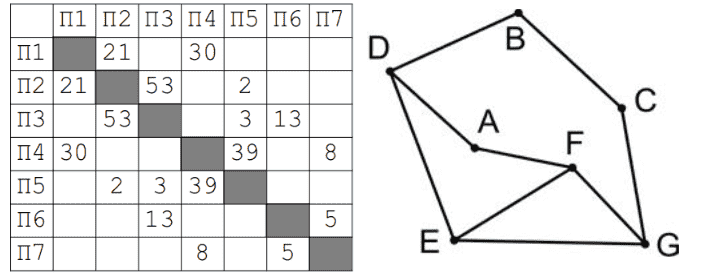 П1 П2 П3 П4 П5 П6 П7
П1 21 30
П2 21 53 2
П3 53 3 13
П4 30 39 8
П5 2 3 39
П6 13 5
П7 8 5
B
D
C
A
F
E
G